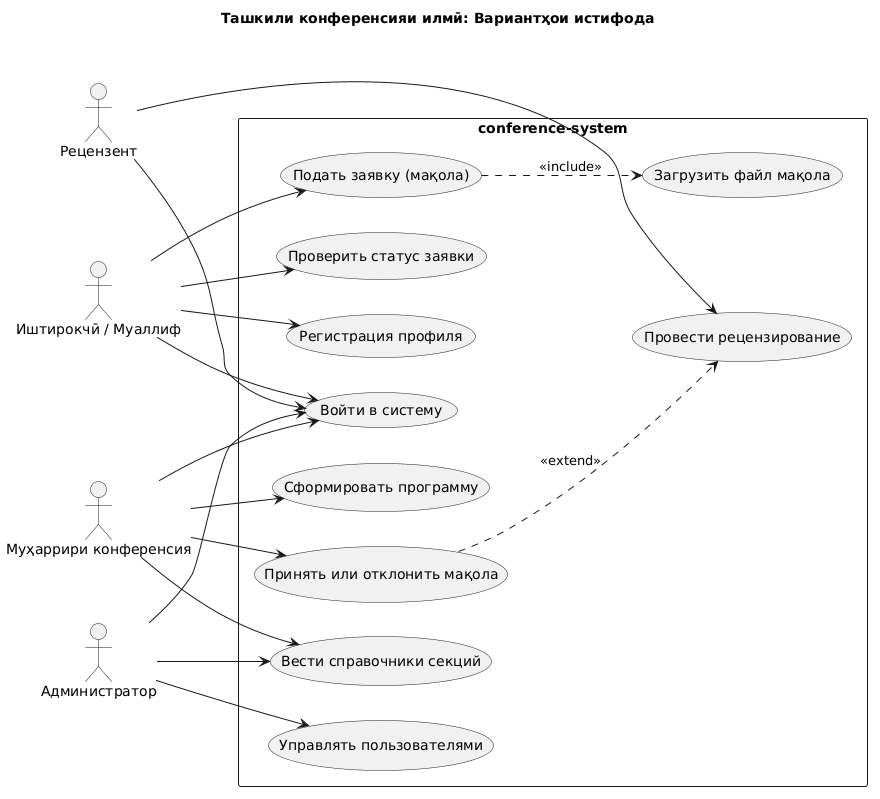 Ташкили конференсияи илмӣ: Вариантҳои истифода
conference-system
Рецензент
Подать заявку (мақола)
«include»
Загрузить файл мақола
Проверить статус заявки
Иштирокчӣ / Муаллиф
Регистрация профиля
Провести рецензирование
Войти в систему
«extend»
Сформировать программу
Муҳаррири конференсия
Принять или отклонить мақола
Вести справочники секций
Администратор
Управлять пользователями